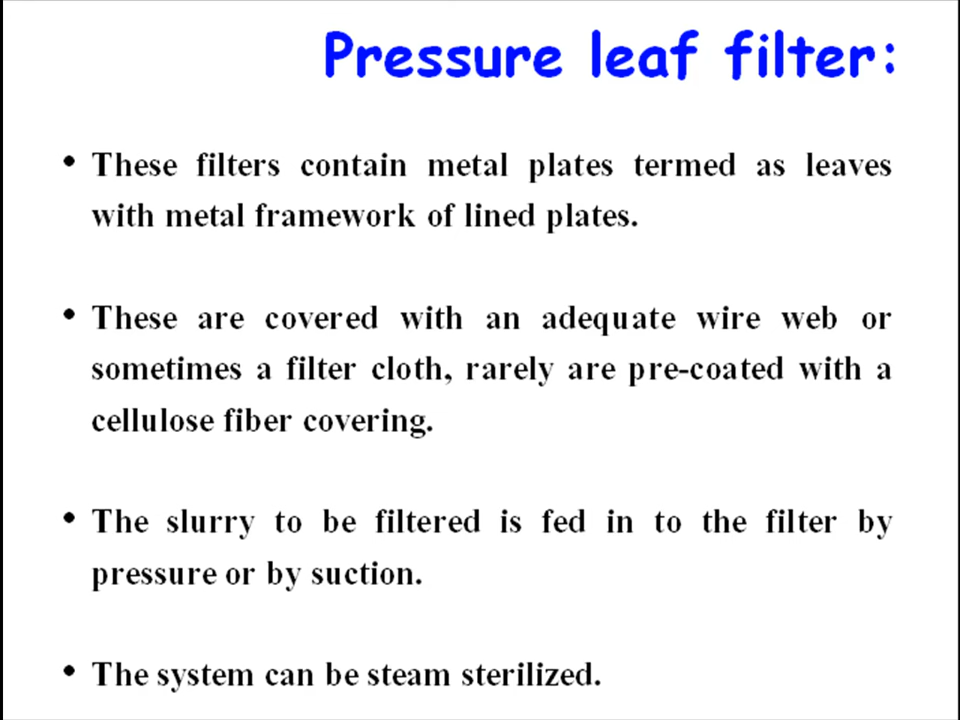 Pressure leaf filter:
• These filters contain metal plates termed as leaves
with metal framework of lined plates.
• These are covered with an adequate wire web or
sometimes a filter cloth, rarely are pre-coated with a
cellulose fiber covering.
• The slurry to be filtered is fed in to the filter by
pressure or by suction.
• The system can be steam sterilized.